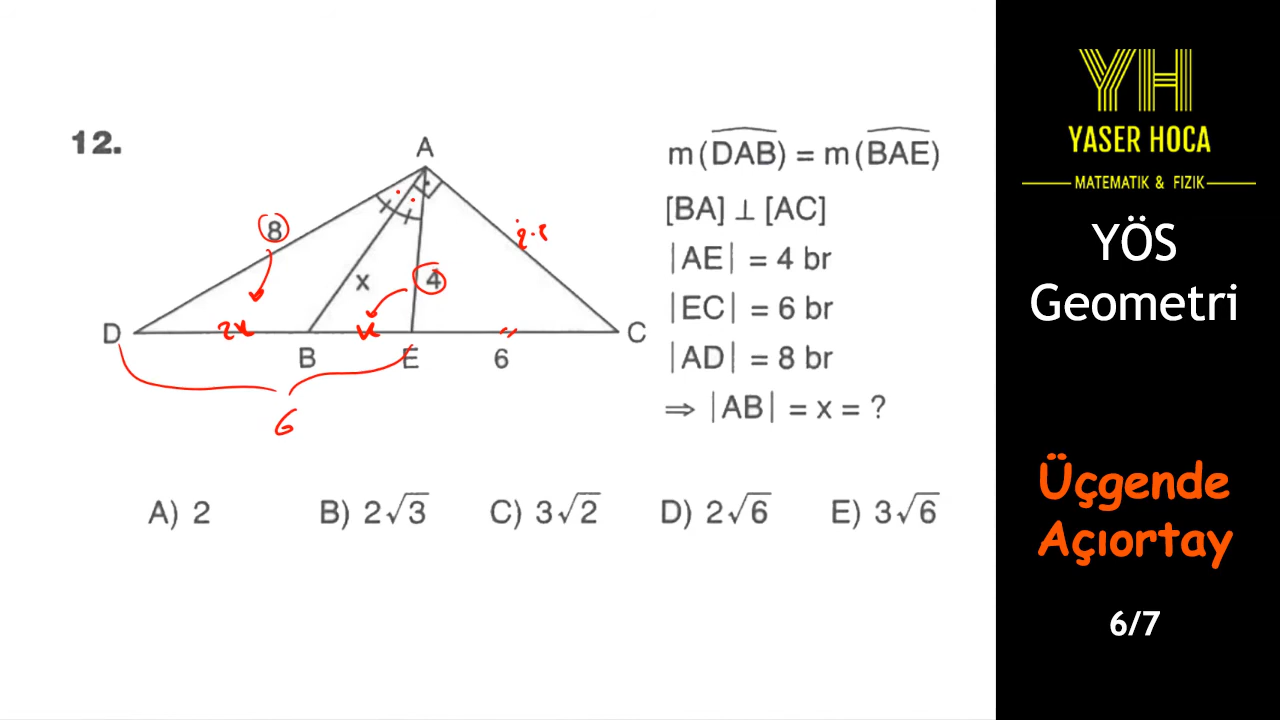 12.
A
8
x
4
D
B
E
6
C
2x
x
6
m(DAB) = m(BAE)
[BA] ⊥ [AC]
|AE| = 4 br
|EC| = 6 br
|AD| = 8 br
⇒ |AB| = x = ?
A) 2 B) 2√3 C) 3√2 D) 2√6 E) 3√6
YH
YASER HOCA
MATEMATIK & FIZIK
YÖS
Geometri
Üçgende
Açıortay
6/7